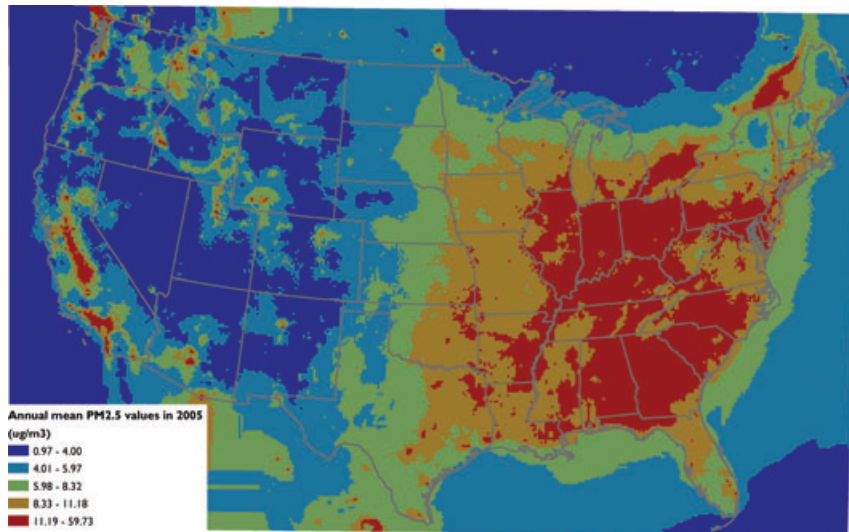 Annual mean PM2.5 values in 2005
(ug/m3)
0.97 - 4.00
4.01 - 5.97
5.98 - 8.32
8.33 - 11.18
11.19 - 59.73